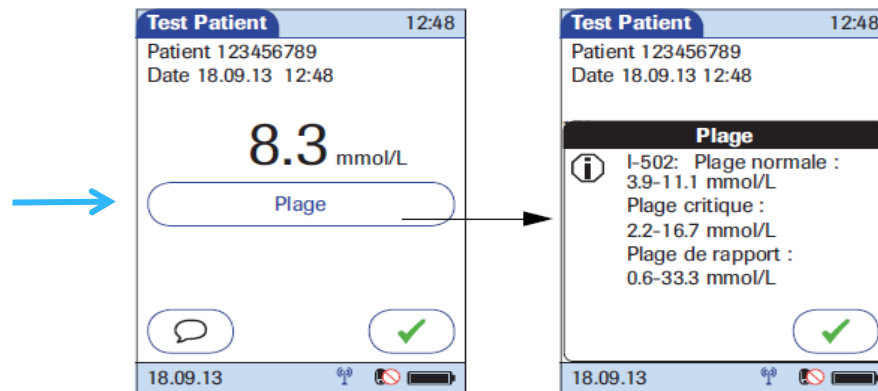 Test Patient 12:48
Patient 123456789
Date 18.09.13 12:48
8.3 mmol/L
Plage
18.09.13
Test Patient 12:48
Patient 123456789
Date 18.09.13 12:48
Plage
I-502: Plage normale :
3.9-11.1 mmol/L
Plage critique :
2.2-16.7 mmol/L
Plage de rapport :
0.6-33.3 mmol/L
18.09.13